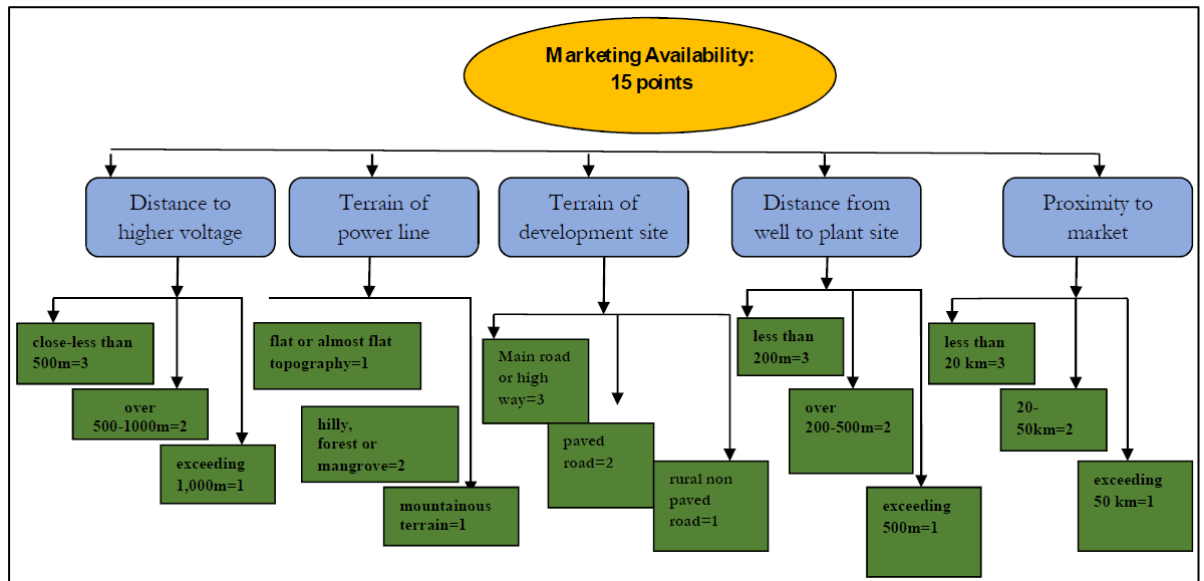 Marketing Availability:
15 points
Distance to
higher voltage
Terrain of
power line
Terrain of
development site
Distance from
well to plant site
Proximity to
market
close-less than
500m=3
over
500-1000m=2
exceeding
1,000m=1
flat or almost flat
topography=1
hilly,
forest or
mangrove=2
mountainous
terrain=1
Main road
or high
way=3
paved
road=2
rural non
paved
road=1
less than
200m=3
over
200-500m=2
exceeding
500m=1
less than
20 km=3
20-
50km=2
exceeding
50 km=1